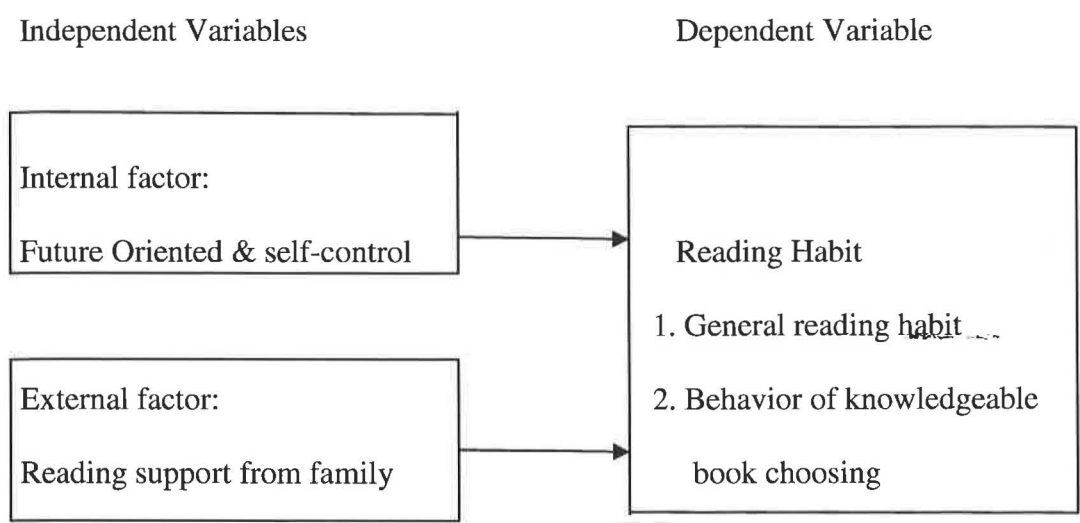 Independent Variables
Dependent Variable
Internal factor:
Future Oriented & self-control
External factor:
Reading support from family
Reading Habit
1. General reading habit
2. Behavior of knowledgeable
book choosing